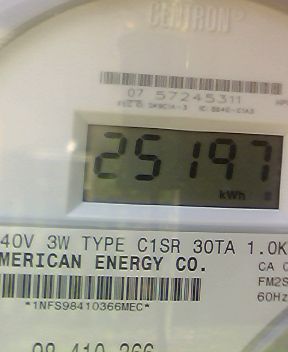 CENTRON
07 57245311
25197
kWh
40V 3W TYPE C1SR 30TA 1.0K
MERICAN ENERGY CO.
CA 0
FM2S
60Hz
*1NFS98410366MEC*
98 410 366